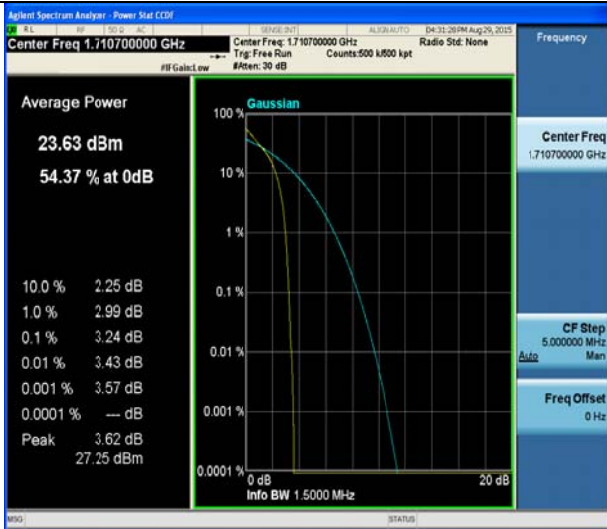 Agilent Spectrum Analyzer - Power Stat CCDF
RL RF 50 Ω AC SENSE:INT ALIGNAUTO 04:31:28PM Aug 29, 2015
Center Freq 1.710700000 GHz
Center Freq: 1.710700000 GHz Radio Std: None
Trig: Free Run Counts:500 k/500 kpt
#IFGain:Low #Atten: 30 dB
Frequency
Average Power
23.63 dBm
54.37 % at 0dB
10.0 % 2.25 dB
1.0 % 2.99 dB
0.1 % 3.24 dB
0.01 % 3.43 dB
0.001 % 3.57 dB
0.0001 % --- dB
Peak 3.62 dB
27.25 dBm
Gaussian
100 %
10 %
1 %
0.1 %
0.01 %
0.001 %
0.0001 %
0 dB 20 dB
Info BW 1.5000 MHz
Center Freq
1.710700000 GHz
CF Step
5.000000 MHz
Auto Man
Freq Offset
0 Hz
MSG STATUS